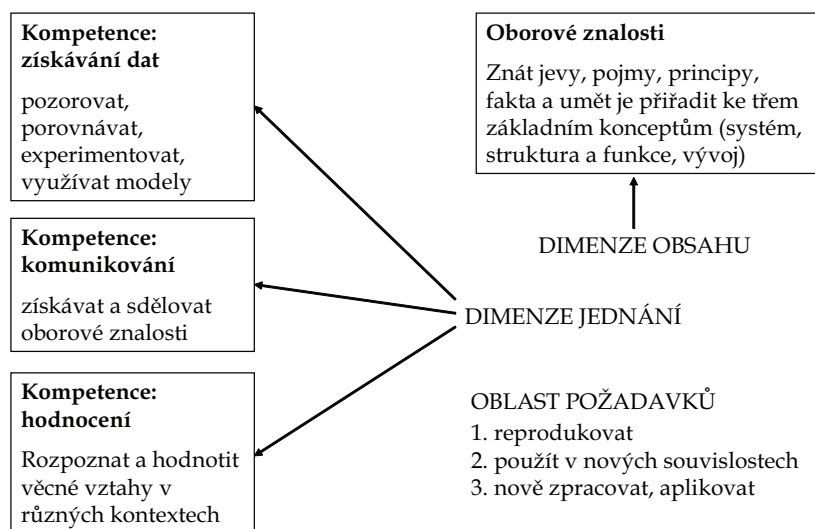 Kompetence:
získávání dat
pozorovat,
porovnávat,
experimentovat,
využívat modely
Kompetence:
komunikování
získávat a sdělovat
oborové znalosti
Kompetence:
hodnocení
Rozpoznat a hodnotit
věcné vztahy v
různých kontextech
Oborové znalosti
Znát jevy, pojmy, principy,
fakta a umět je přiřadit ke třem
základním konceptům (systém,
struktura a funkce, vývoj)
DIMENZE OBSAHU
DIMENZE JEDNÁNÍ
OBLAST POŽADAVKŮ
1. reprodukovat
2. použít v nových souvislostech
3. nově zpracovat, aplikovat